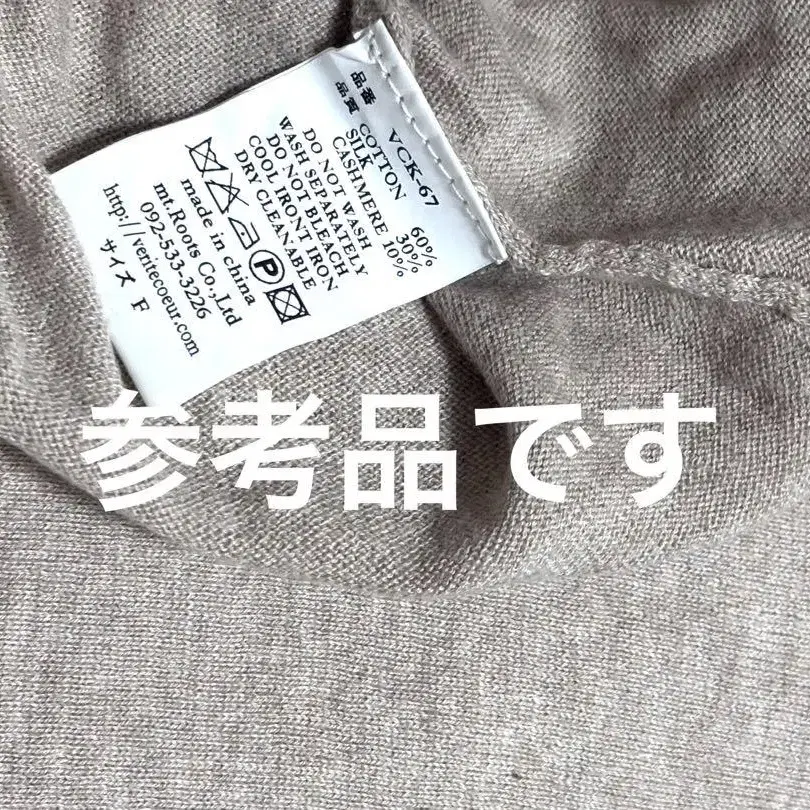 品番 VCK-67
品質 COTTON 60%
SILK 30%
CASHMERE 10%
DO NOT WASH
WASH SEPARATELY
DO NOT BLEACH
COOL IRONT IRON
DRY CLEANABLE
P
made in china
mt.Roots Co.,Ltd
092-533-3226
http://veritecoeur.com
サイズ F
参考品です